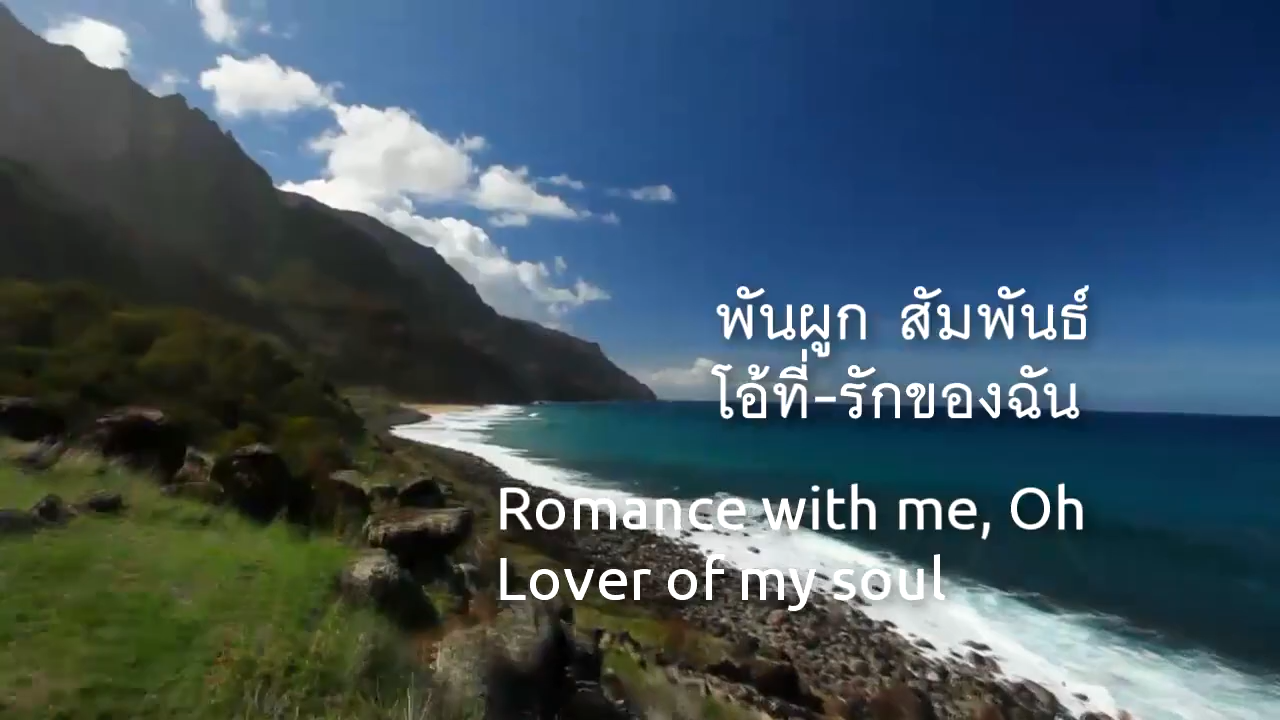 พันผูก สัมพันธ์
โอ้ที่-รักของฉัน
Romance with me, Oh
Lover of my soul